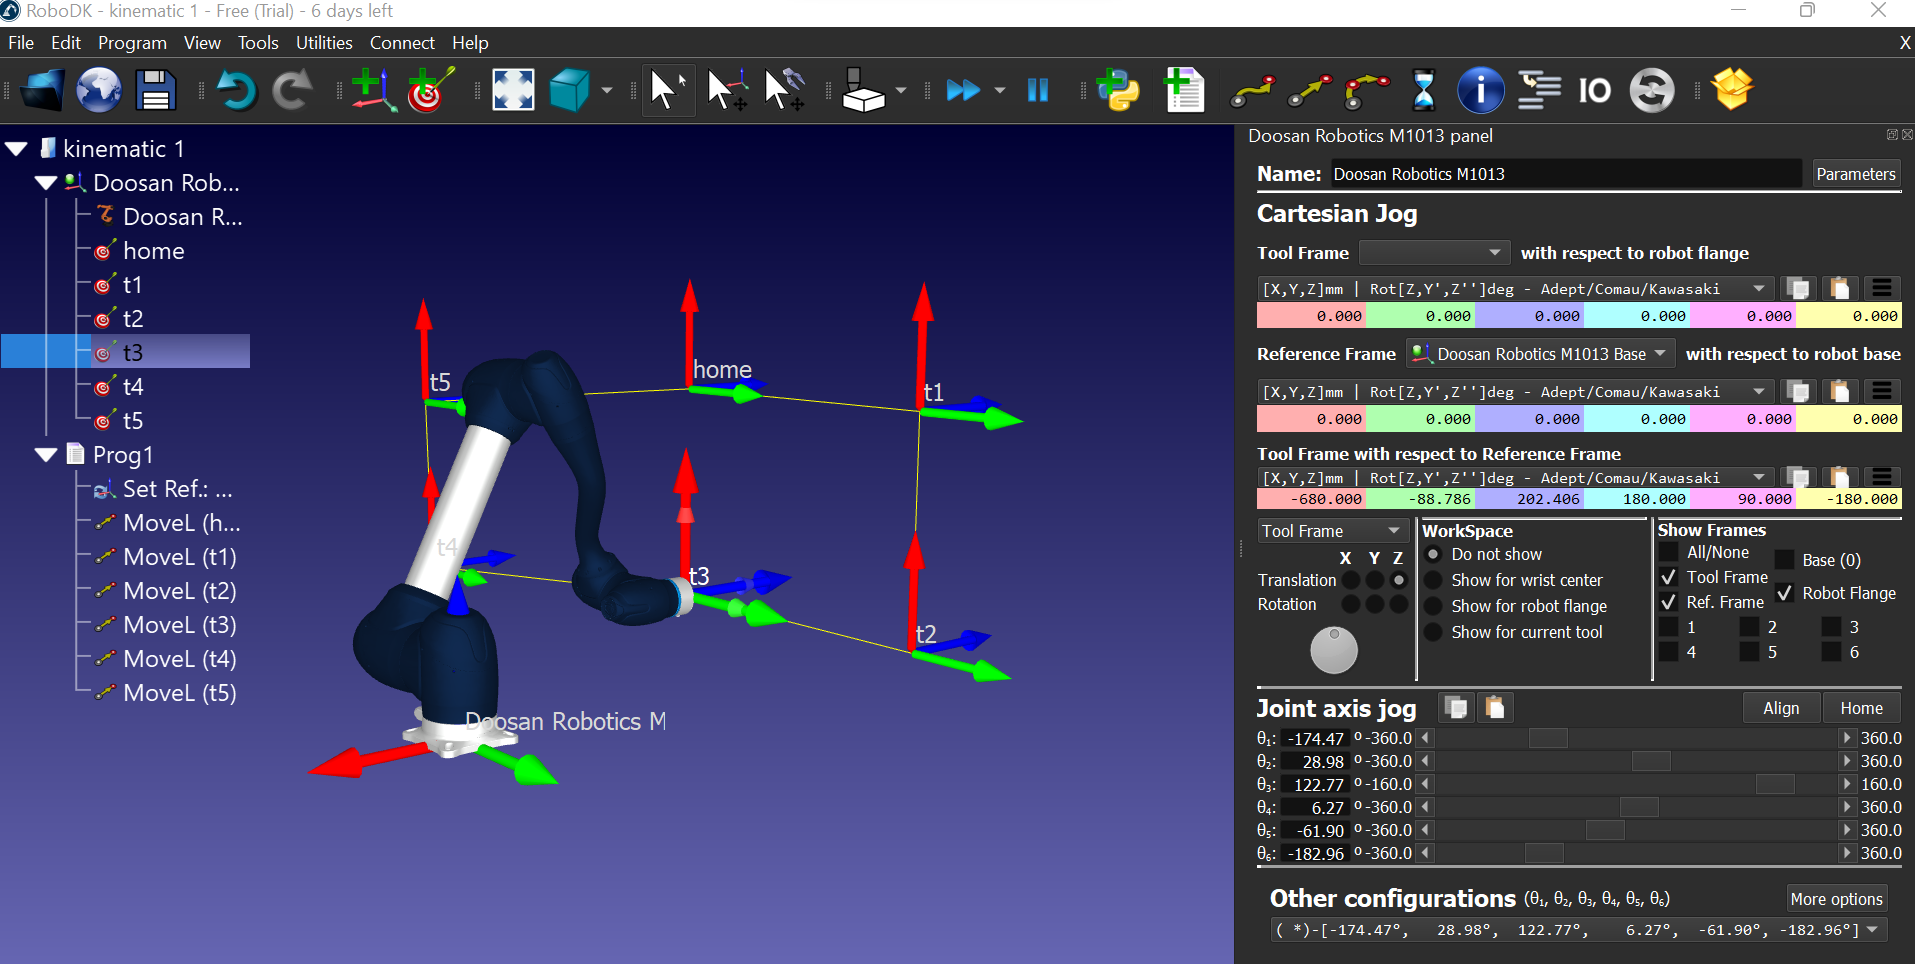 RoboDK - kinematic 1 - Free (Trial) - 6 days left
File Edit Program View Tools Utilities Connect Help X
IO
kinematic 1
Doosan Rob...
Doosan R...
home
t1
t2
t3
t4
t5
Prog1
Set Ref.: ...
MoveL (h...
MoveL (t1)
MoveL (t2)
MoveL (t3)
MoveL (t4)
MoveL (t5)
home
t5
t1
t4
t3
t2
Doosan Robotics M
Doosan Robotics M1013 panel
Name: Doosan Robotics M1013 Parameters
Cartesian Jog
Tool Frame with respect to robot flange
[X,Y,Z]mm | Rot[Z,Y',Z'']deg - Adept/Comau/Kawasaki
0.000 0.000 0.000 0.000 0.000 0.000
Reference Frame Doosan Robotics M1013 Base with respect to robot base
[X,Y,Z]mm | Rot[Z,Y',Z'']deg - Adept/Comau/Kawasaki
0.000 0.000 0.000 0.000 0.000 0.000
Tool Frame with respect to Reference Frame
[X,Y,Z]mm | Rot[Z,Y',Z'']deg - Adept/Comau/Kawasaki
-680.000 -88.786 202.406 180.000 90.000 -180.000
Tool Frame
X Y Z
Translation
Rotation
WorkSpace
Do not show
Show for wrist center
Show for robot flange
Show for current tool
Show Frames
All/None Base (0)
Tool Frame
Ref. Frame Robot Flange
1 2 3
4 5 6
Joint axis jog Align Home
θ₁: -174.47 º -360.0 360.0
θ₂: 28.98 º -360.0 360.0
θ₃: 122.77 º -160.0 160.0
θ₄: 6.27 º -360.0 360.0
θ₅: -61.90 º -360.0 360.0
θ₆: -182.96 º -360.0 360.0
Other configurations (θ₁, θ₂, θ₃, θ₄, θ₅, θ₆) More options
( *)-[-174.47º, 28.98º, 122.77º, 6.27º, -61.90º, -182.96º]